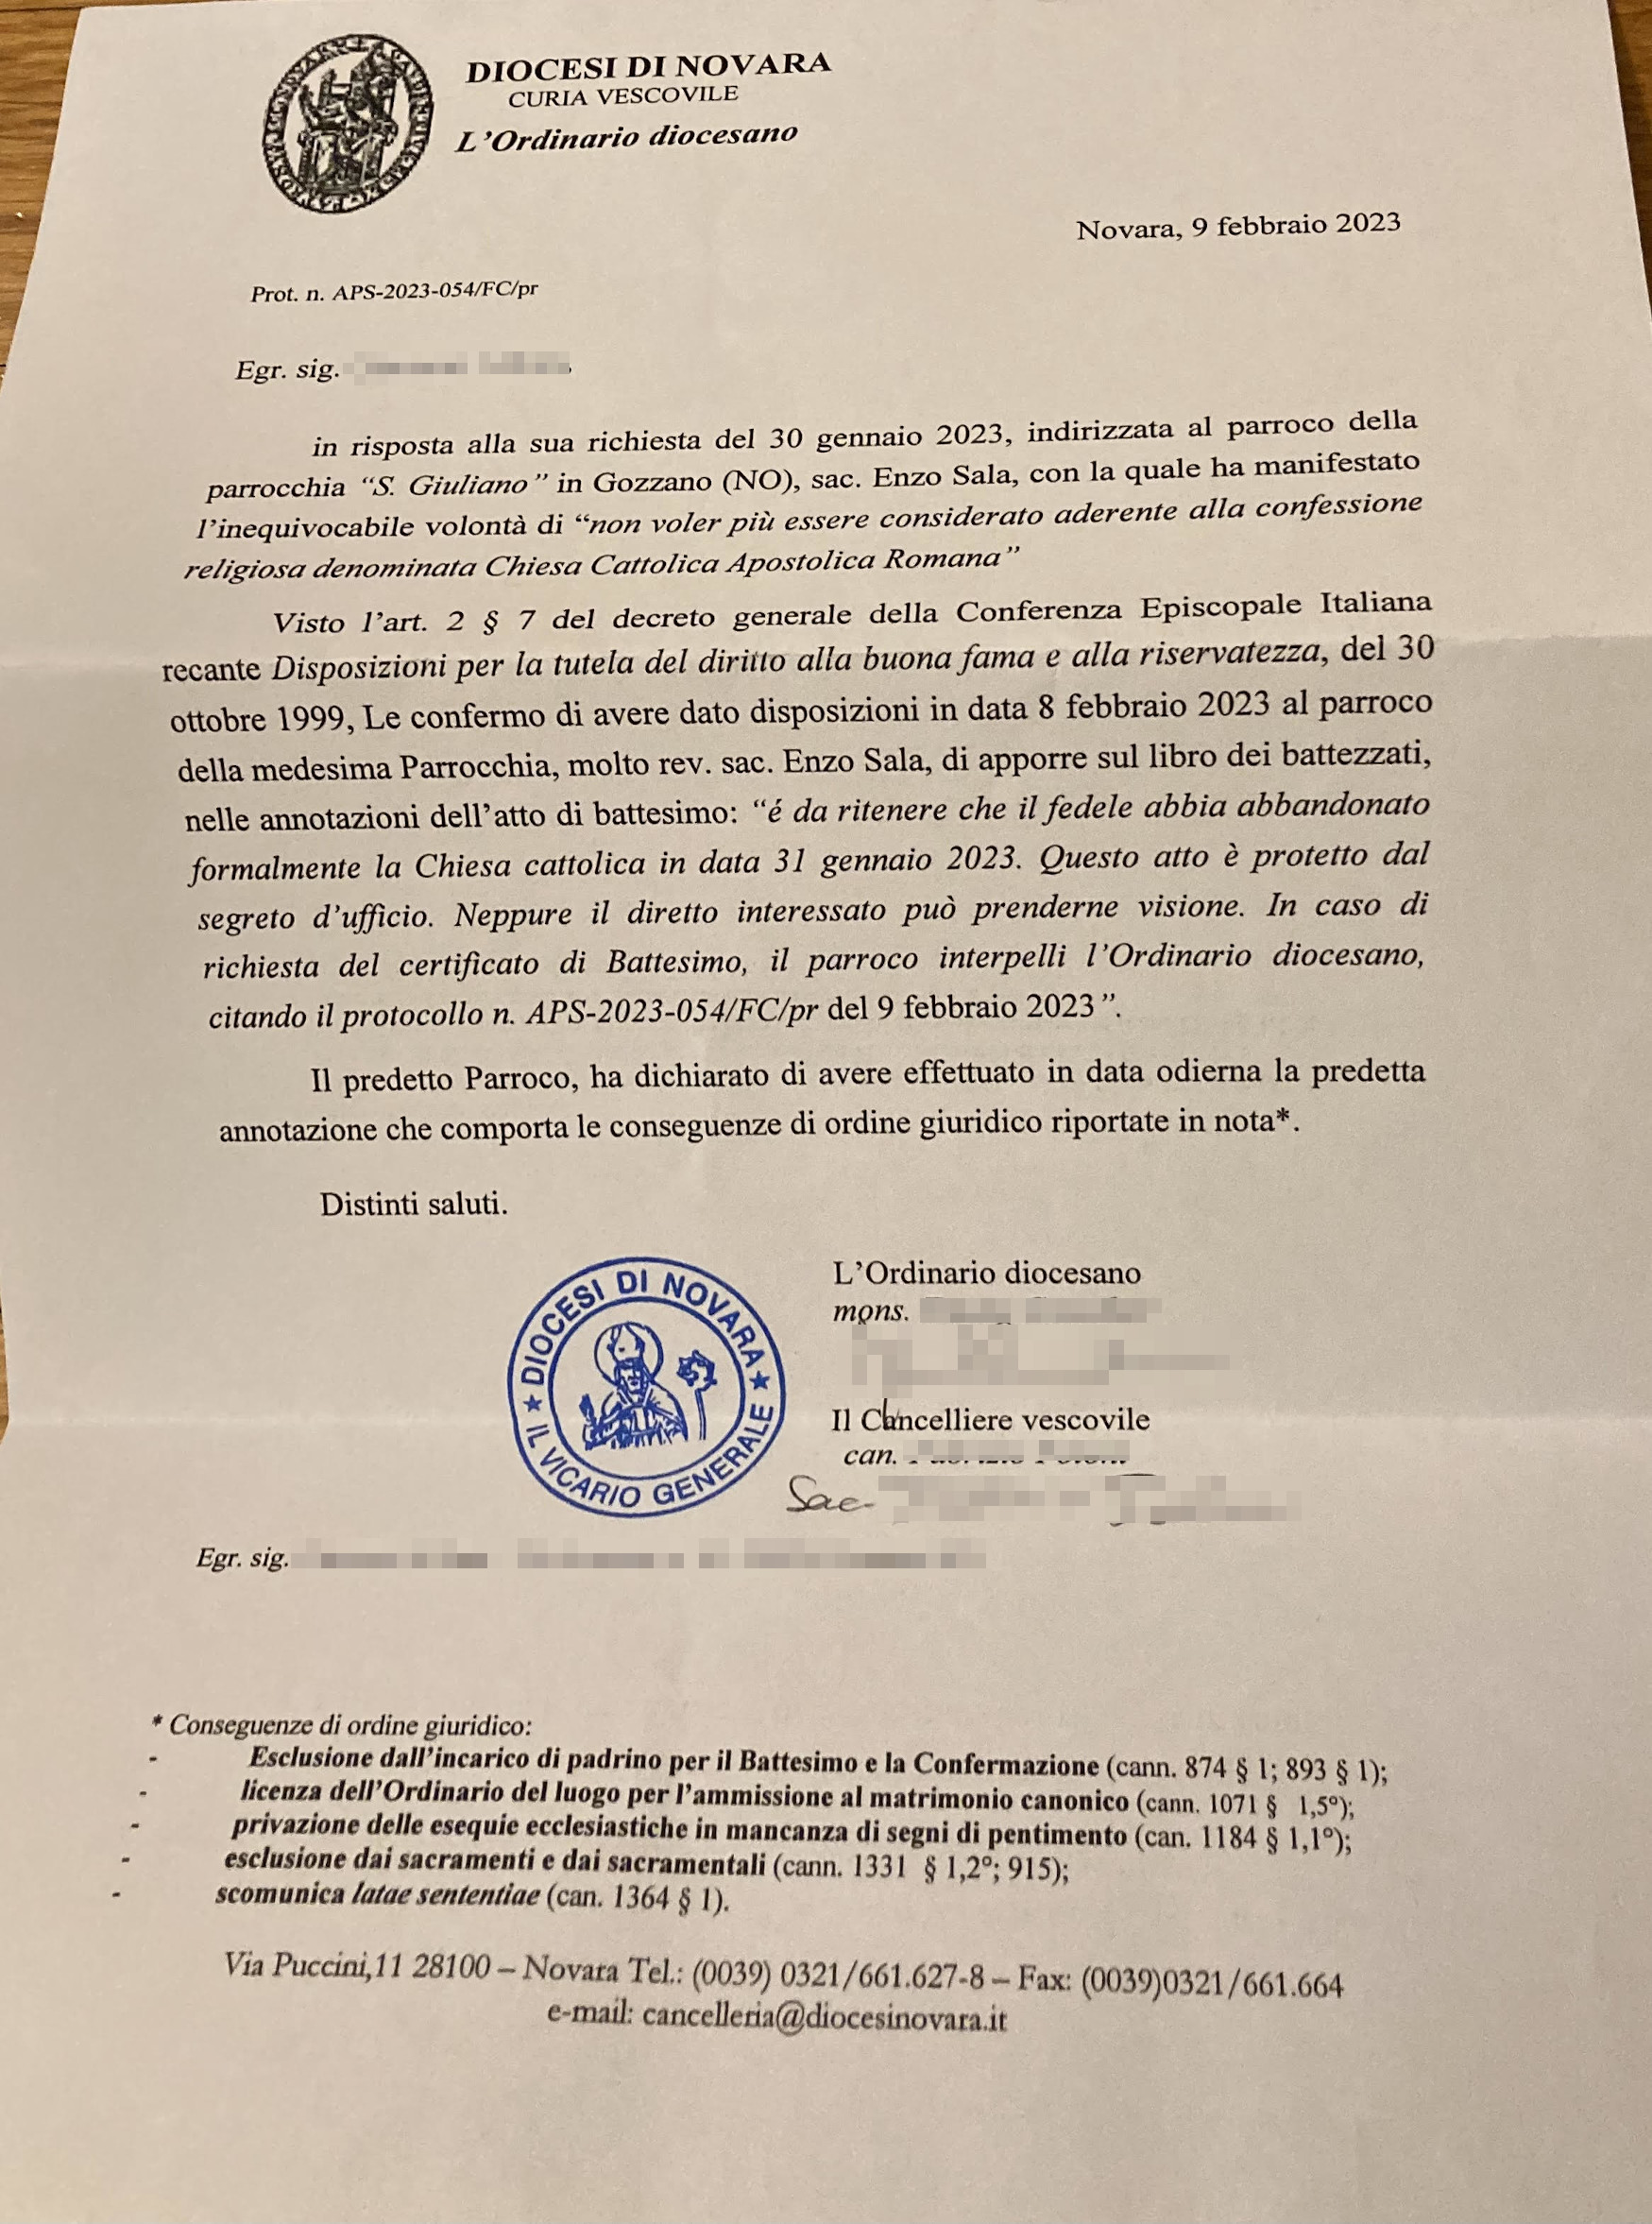 DIOCESI DI NOVARA
CURIA VESCOVILE
L’Ordinario diocesano
Novara, 9 febbraio 2023
Prot. n. APS-2023-054/FC/pr
Egr. sig.
in risposta alla sua richiesta del 30 gennaio 2023, indirizzata al parroco della
parrocchia “S. Giuliano” in Gozzano (NO), sac. Enzo Sala, con la quale ha manifestato
l’inequivocabile volontà di “non voler più essere considerato aderente alla confessione
religiosa denominata Chiesa Cattolica Apostolica Romana”
Visto l’art. 2 § 7 del decreto generale della Conferenza Episcopale Italiana
recante Disposizioni per la tutela del diritto alla buona fama e alla riservatezza, del 30
ottobre 1999, Le confermo di avere dato disposizioni in data 8 febbraio 2023 al parroco
della medesima Parrocchia, molto rev. sac. Enzo Sala, di apporre sul libro dei battezzati,
nelle annotazioni dell’atto di battesimo: “é da ritenere che il fedele abbia abbandonato
formalmente la Chiesa cattolica in data 31 gennaio 2023. Questo atto è protetto dal
segreto d’ufficio. Neppure il diretto interessato può prenderne visione. In caso di
richiesta del certificato di Battesimo, il parroco interpelli l’Ordinario diocesano,
citando il protocollo n. APS-2023-054/FC/pr del 9 febbraio 2023”.
Il predetto Parroco, ha dichiarato di avere effettuato in data odierna la predetta
annotazione che comporta le conseguenze di ordine giuridico riportate in nota*.
Distinti saluti.
DIOCESI DI NOVARA
IL VICARIO GENERALE
L’Ordinario diocesano
mons.
Il Cancelliere vescovile
can.
Sac.
Egr. sig.
* Conseguenze di ordine giuridico:
- Esclusione dall’incarico di padrino per il Battesimo e la Confermazione (cann. 874 § 1; 893 § 1);
- licenza dell’Ordinario del luogo per l’ammissione al matrimonio canonico (cann. 1071 § 1,5°);
- privazione delle esequie ecclesiastiche in mancanza di segni di pentimento (can. 1184 § 1,1°);
- esclusione dai sacramenti e dai sacramentali (cann. 1331 § 1,2°; 915);
- scomunica latae sententiae (can. 1364 § 1).
Via Puccini,11 28100 – Novara Tel.: (0039) 0321/661.627-8 – Fax: (0039)0321/661.664
e-mail: cancelleria@diocesinovara.it